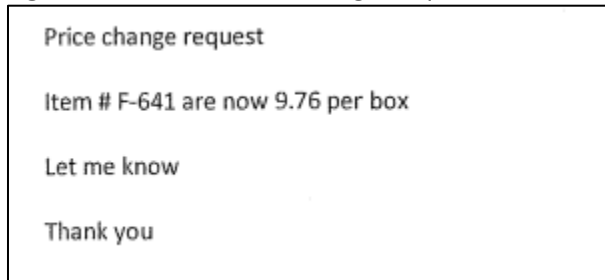 Price change request
Item # F-641 are now 9.76 per box
Let me know
Thank you